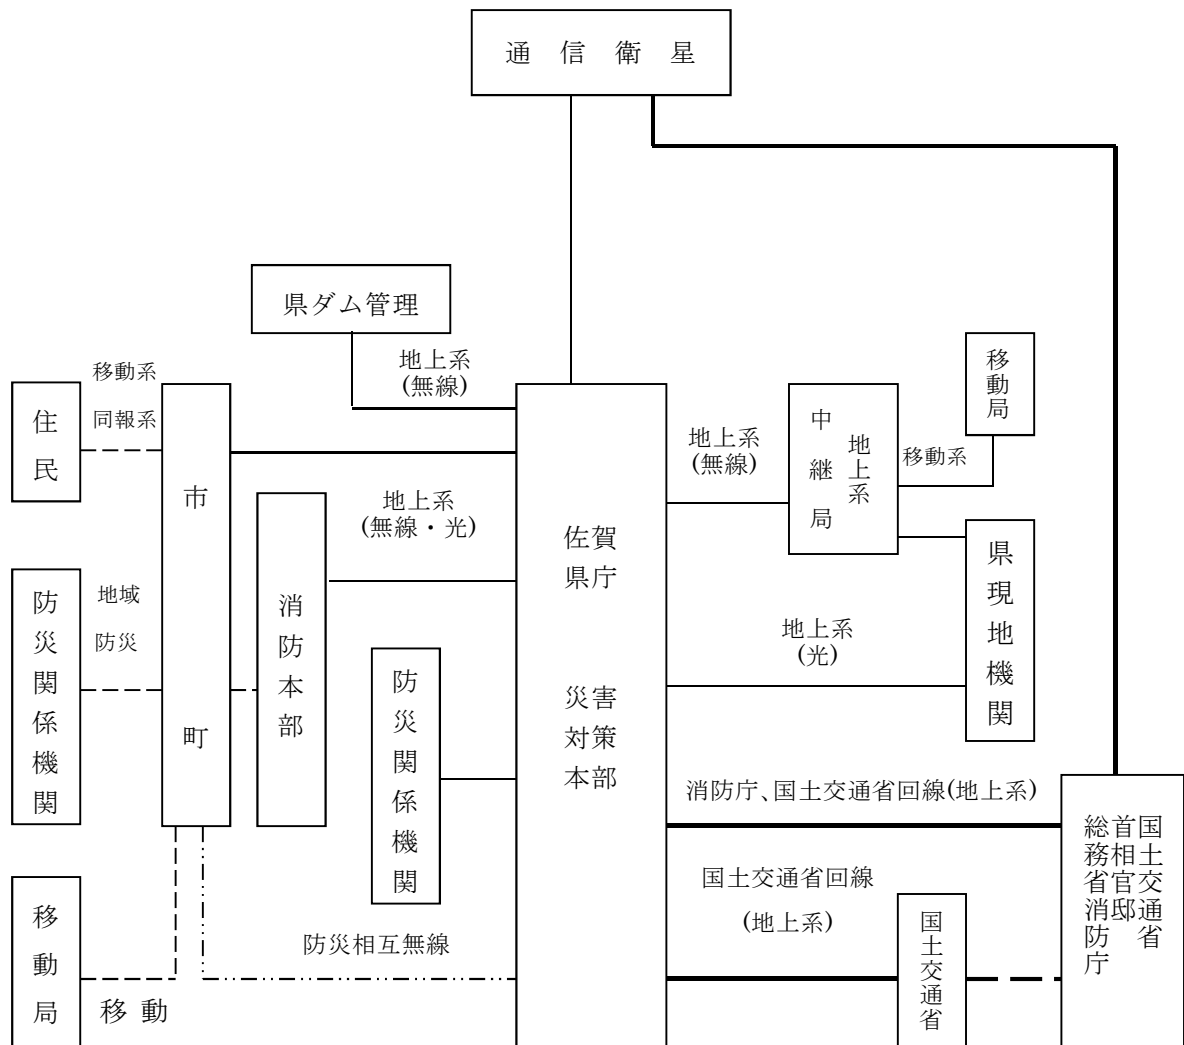 通信衛星
県ダム管理
地上系
(無線)
移動系
同報系
住民
市町
地上系
(無線・光)
消防本部
地域
防災
防災関係機関
防災関係機関
移動局
移動
防災相互無線
佐賀
県庁
災害
対策
本部
地上系
(無線)
中継局
地上系
移動系
移動局
県現地機関
地上系
(光)
消防庁、国土交通省回線(地上系)
国土交通省回線
(地上系)
国土交通省
国土交通省
首相官邸
総務省消防庁